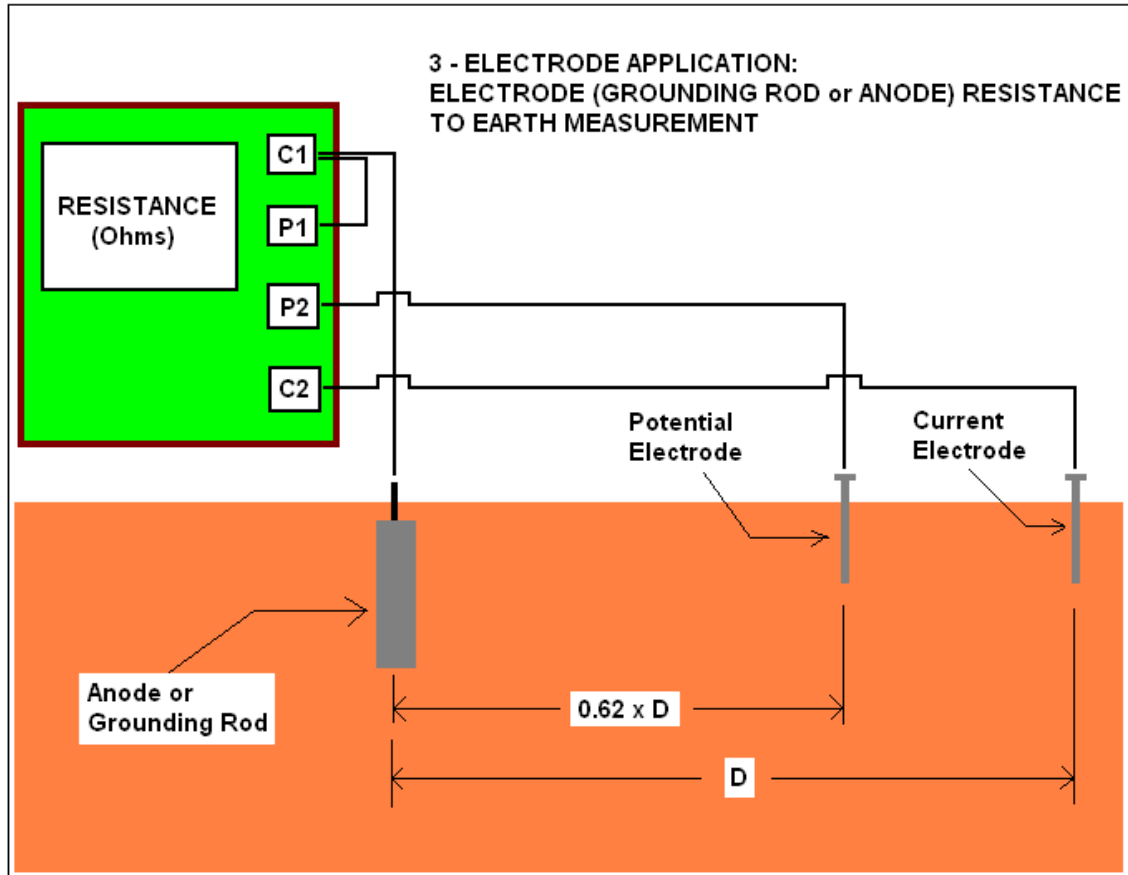 3 - ELECTRODE APPLICATION:
ELECTRODE (GROUNDING ROD or ANODE) RESISTANCE
TO EARTH MEASUREMENT
C1
RESISTANCE
(Ohms)
P1
P2
C2
Potential
Electrode
Current
Electrode
Anode or
Grounding Rod
0.62 x D
D